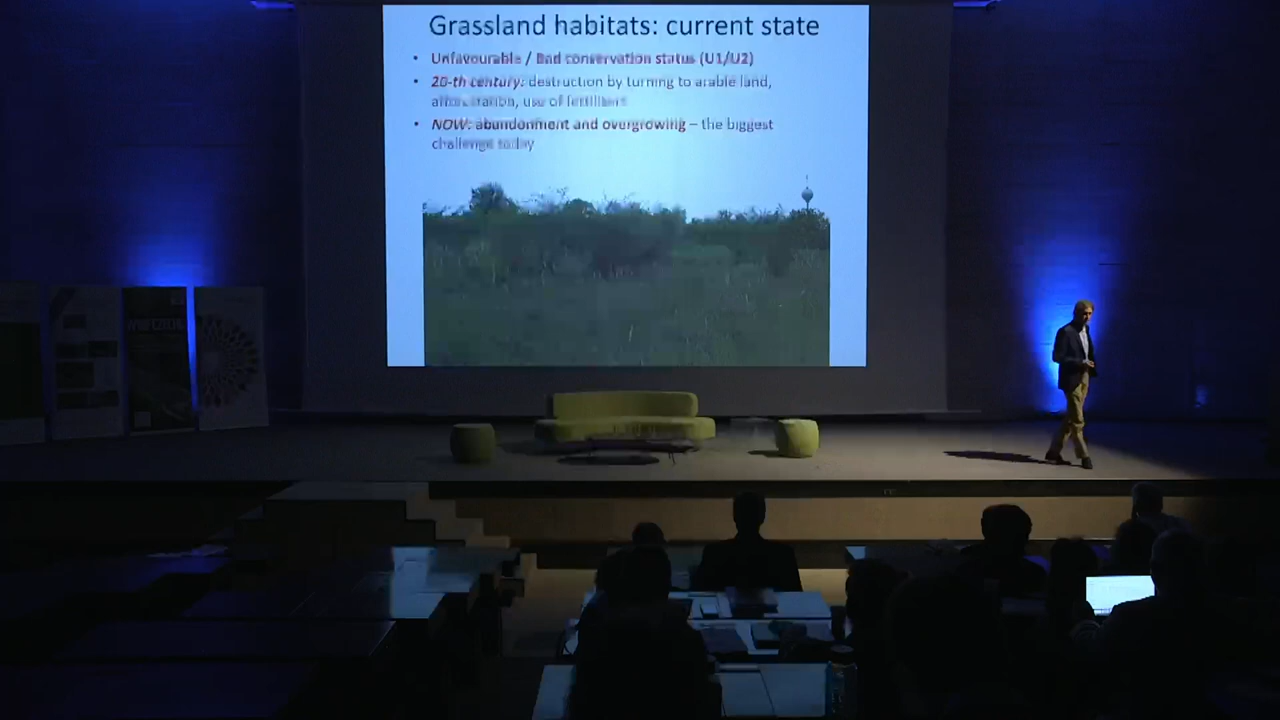 Grassland habitats: current state
• Unfavourable / Bad conservation status (U1/U2)
• 20-th century: destruction by turning to arable land,
afforestation, use of fertilisers
• NOW: abandonment and overgrowing – the biggest
challenge today